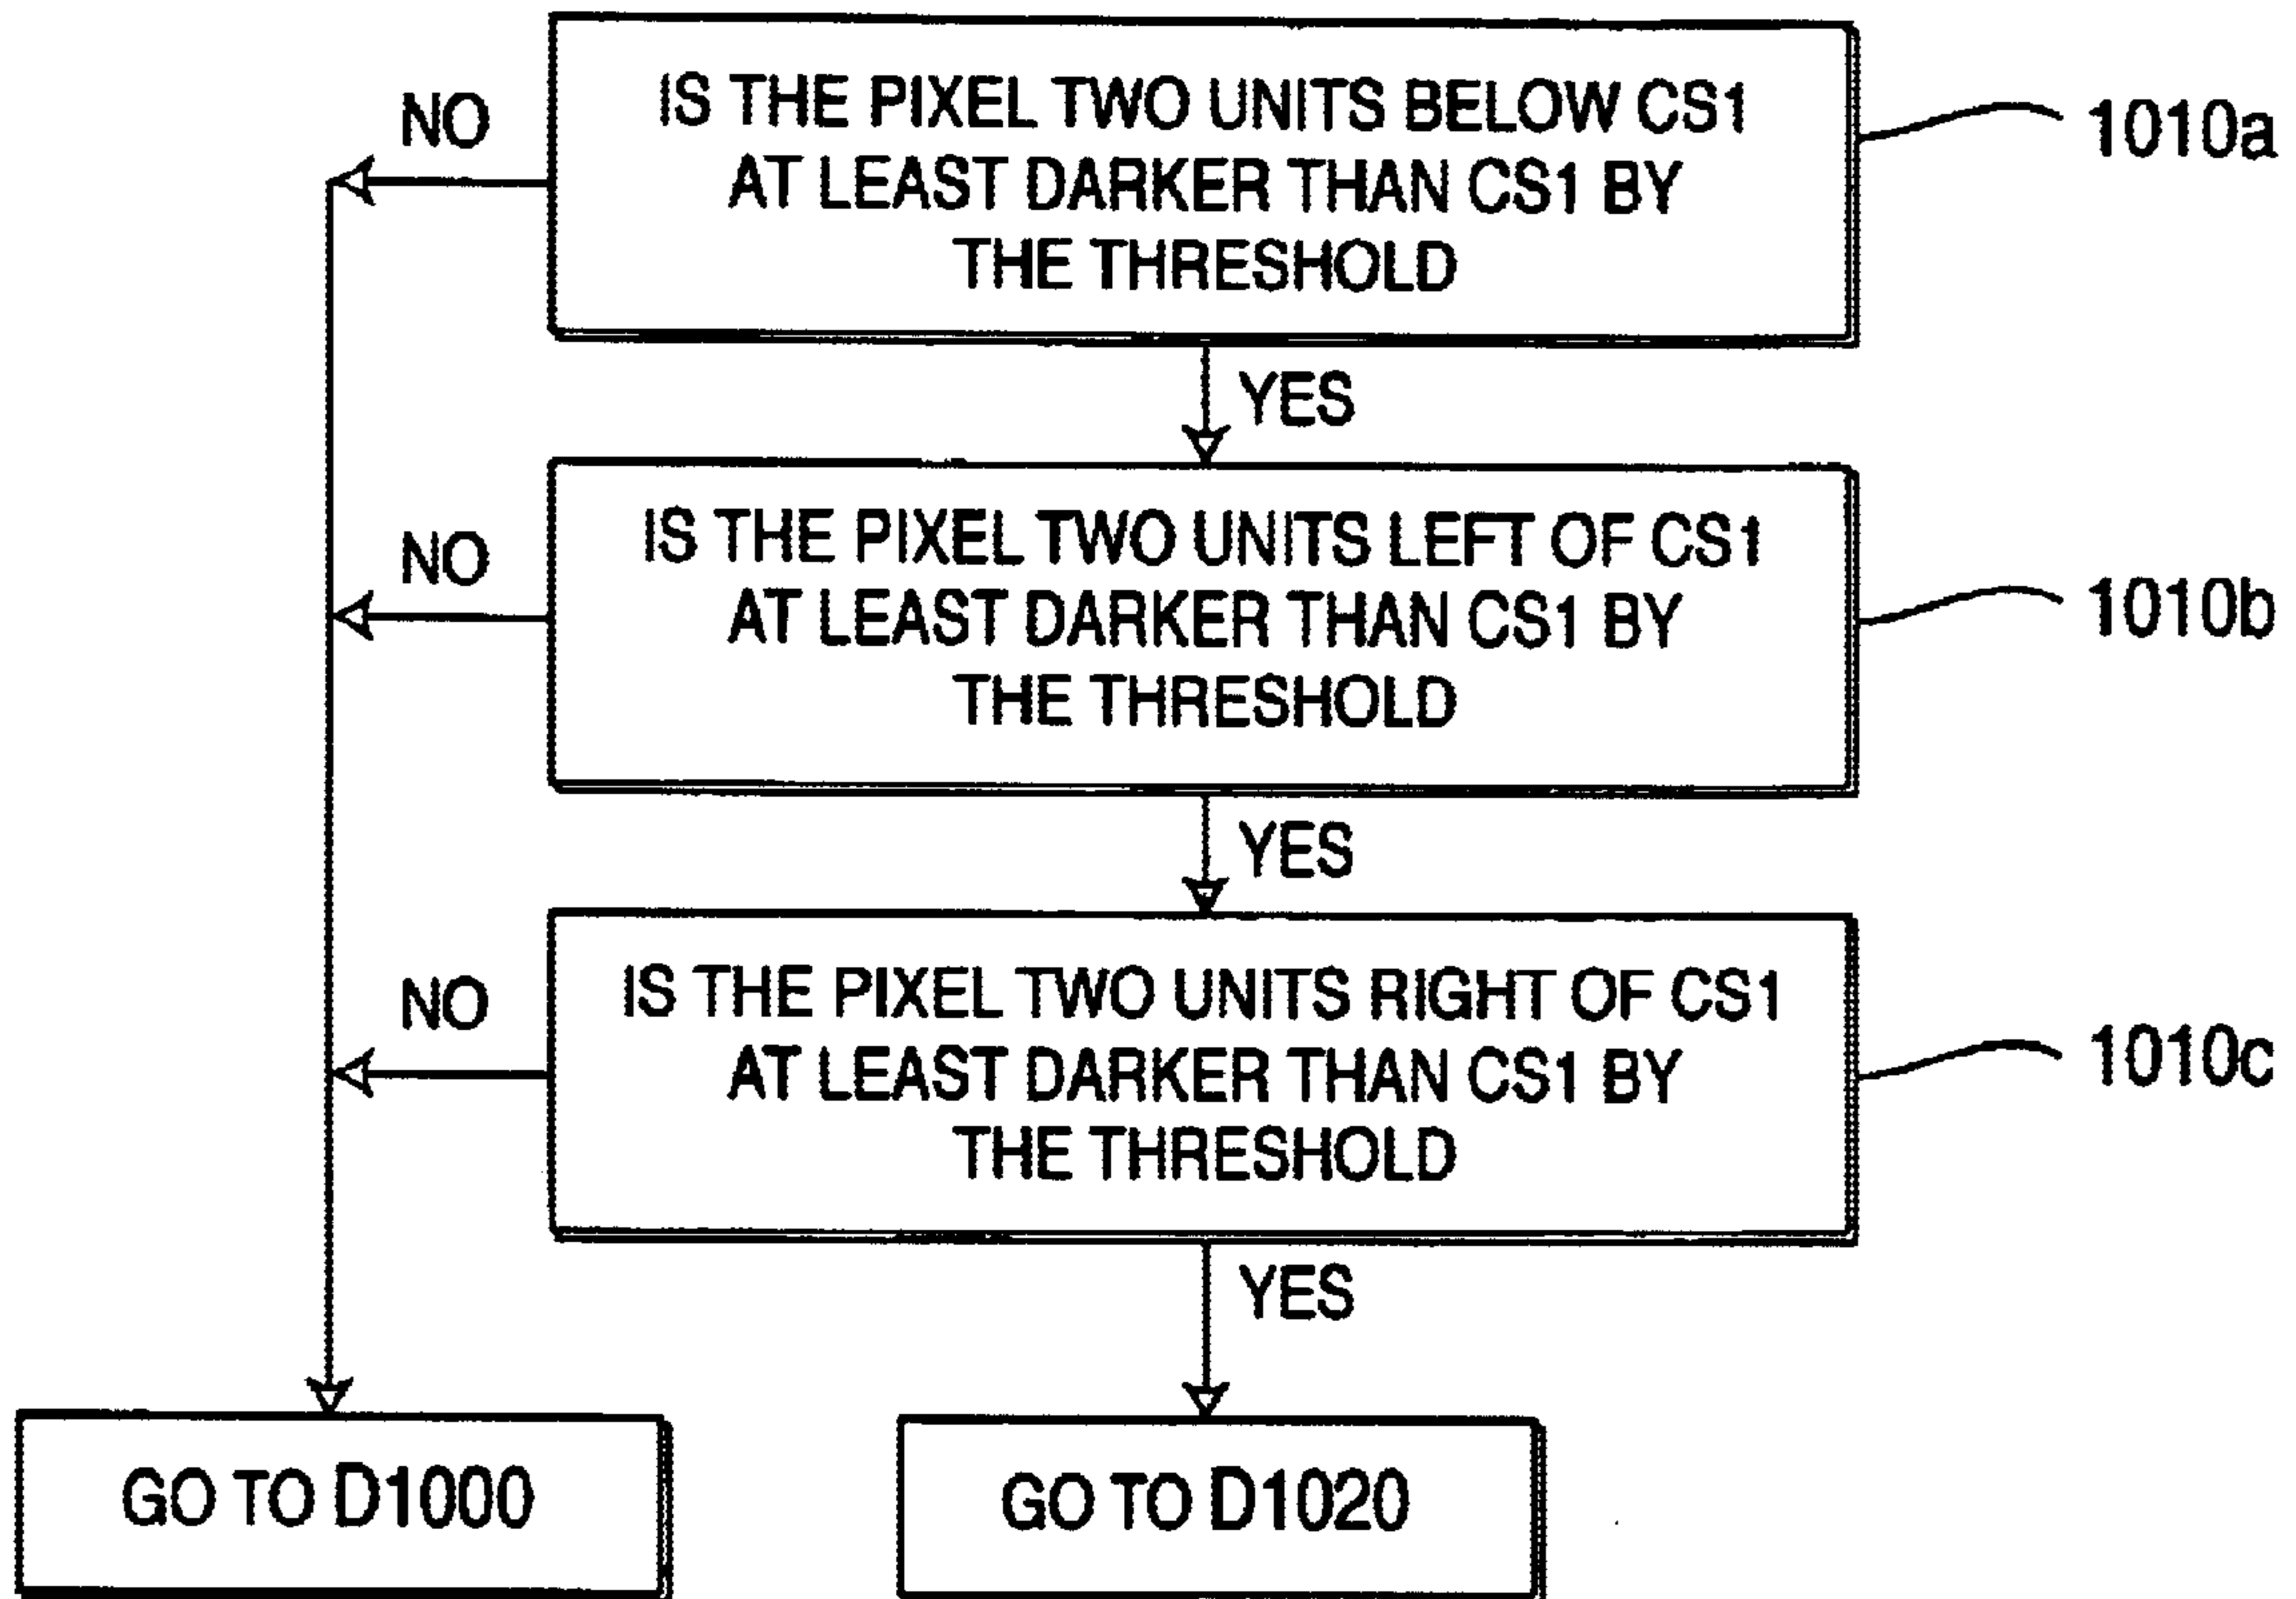 IS THE PIXEL TWO UNITS BELOW CS1
AT LEAST DARKER THAN CS1 BY
THE THRESHOLD
1010a
NO
YES
IS THE PIXEL TWO UNITS LEFT OF CS1
AT LEAST DARKER THAN CS1 BY
THE THRESHOLD
1010b
NO
YES
IS THE PIXEL TWO UNITS RIGHT OF CS1
AT LEAST DARKER THAN CS1 BY
THE THRESHOLD
1010c
NO
YES
GO TO D1000
GO TO D1020